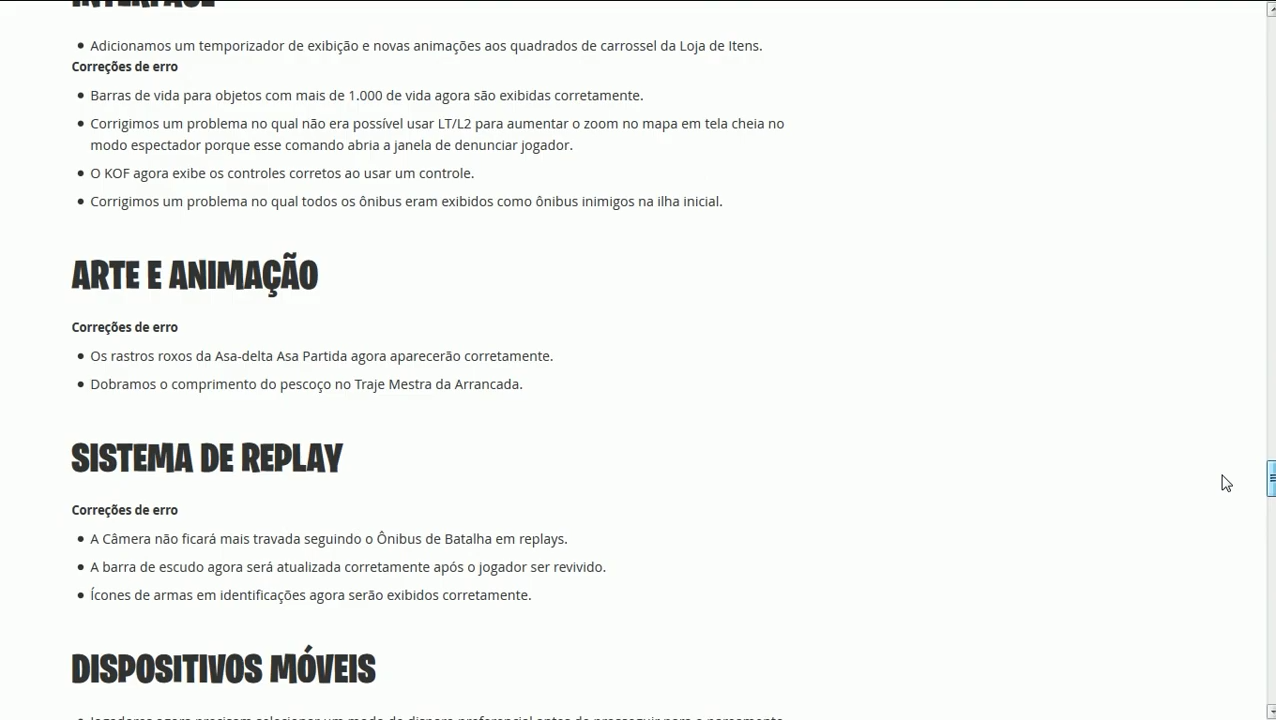 INTERFACE
Adicionamos um temporizador de exibição e novas animações aos quadrados de carrossel da Loja de Itens.
Correções de erro
Barras de vida para objetos com mais de 1.000 de vida agora são exibidas corretamente.
Corrigimos um problema no qual não era possível usar LT/L2 para aumentar o zoom no mapa em tela cheia no
modo espectador porque esse comando abria a janela de denunciar jogador.
O KOF agora exibe os controles corretos ao usar um controle.
Corrigimos um problema no qual todos os ônibus eram exibidos como ônibus inimigos na ilha inicial.
ARTE E ANIMAÇÃO
Correções de erro
Os rastros roxos da Asa-delta Asa Partida agora aparecerão corretamente.
Dobramos o comprimento do pescoço no Traje Mestra da Arrancada.
SISTEMA DE REPLAY
Correções de erro
A Câmera não ficará mais travada seguindo o Ônibus de Batalha em replays.
A barra de escudo agora será atualizada corretamente após o jogador ser revivido.
Ícones de armas em identificações agora serão exibidos corretamente.
DISPOSITIVOS MÓVEIS